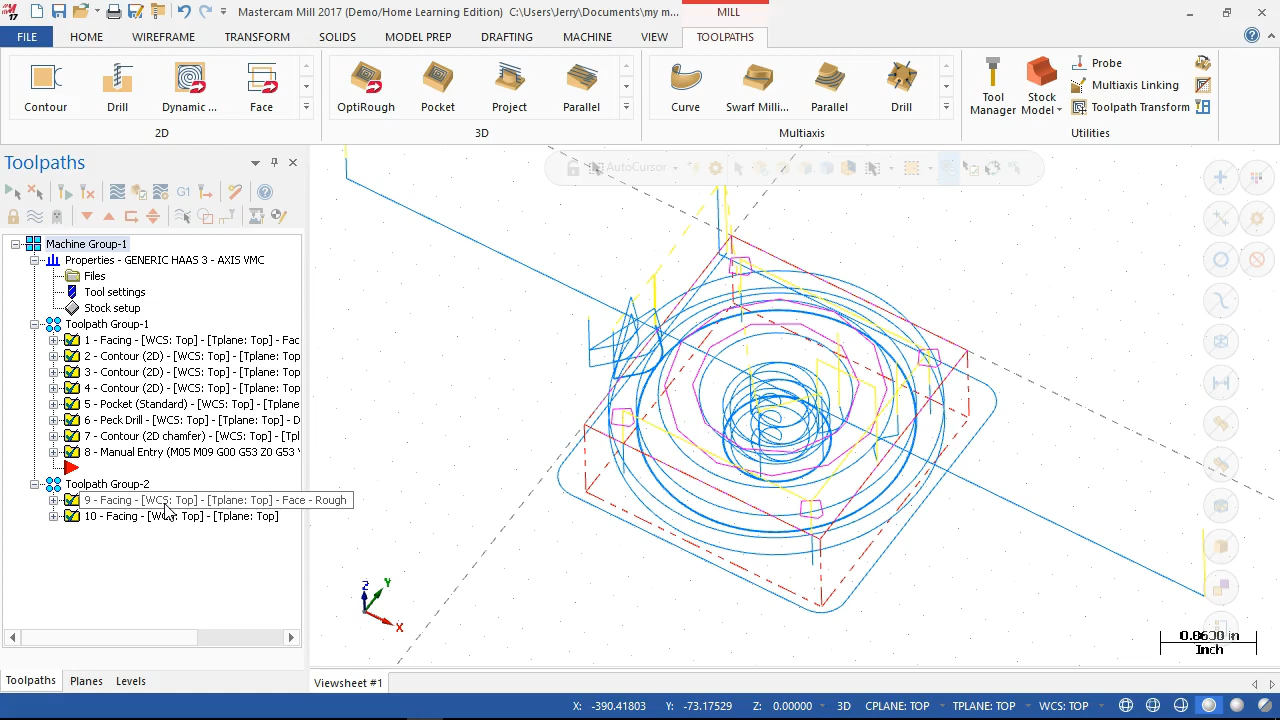 Mastercam Mill 2017 (Demo/Home Learning Edition) C:\Users\Jerry\Documents\my m...
MILL
17
FILE
HOME
WIREFRAME
TRANSFORM
SOLIDS
MODEL PREP
DRAFTING
MACHINE
VIEW
TOOLPATHS
Contour
Drill
Dynamic ...
Face
OptiRough
Pocket
Project
Parallel
Curve
Swarf Milli...
Parallel
Drill
Tool
Manager
Stock
Model
Probe
Multiaxis Linking
Toolpath Transform
2D
3D
Multiaxis
Utilities
Toolpaths
AutoCursor
G1
Machine Group-1
Properties - GENERIC HAAS 3 - AXIS VMC
Files
Tool settings
Stock setup
Toolpath Group-1
1 - Facing - [WCS: Top] - [Tplane: Top] - Fac
2 - Contour (2D) - [WCS: Top] - [Tplane: Top
3 - Contour (2D) - [WCS: Top] - [Tplane: Top
4 - Contour (2D) - [WCS: Top] - [Tplane: Top
5 - Pocket (Standard) - [WCS: Top] - [Tplane
6 - Peck Drill - [WCS: Top] - [Tplane: Top] - D
7 - Contour (2D chamfer) - [WCS: Top] - [Tpl
8 - Manual Entry (M05 M09 G00 G53 Z0 G53
Toolpath Group-2
9 - Facing - [WCS: Top] - [Tplane: Top] - Face - Rough
10 - Facing - [WCS: Top] - [Tplane: Top]
Z
Y
X
Inch
Toolpaths
Planes
Levels
Viewsheet #1
X: -390.41803 Y: -73.17529 Z: 0.00000 3D CPLANE: TOP TPLANE: TOP WCS: TOP